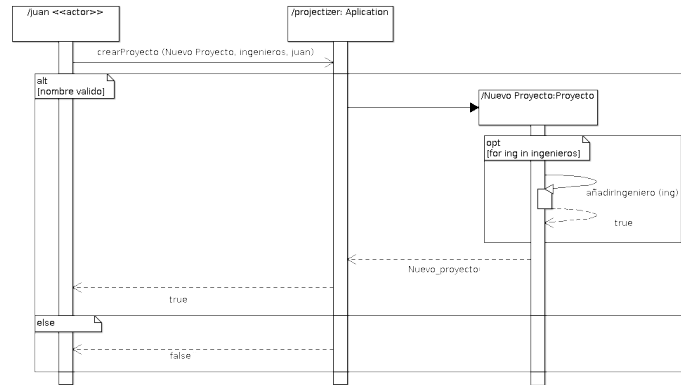 /juan <<actor>>
/projectizer: Aplication
crearProyecto (Nuevo Proyecto, ingenieros, juan)
alt
[nombre valido]
/Nuevo Proyecto:Proyecto
opt
[for ing in ingenieros]
añadirIngeniero (ing)
true
Nuevo_proyecto
true
else
false